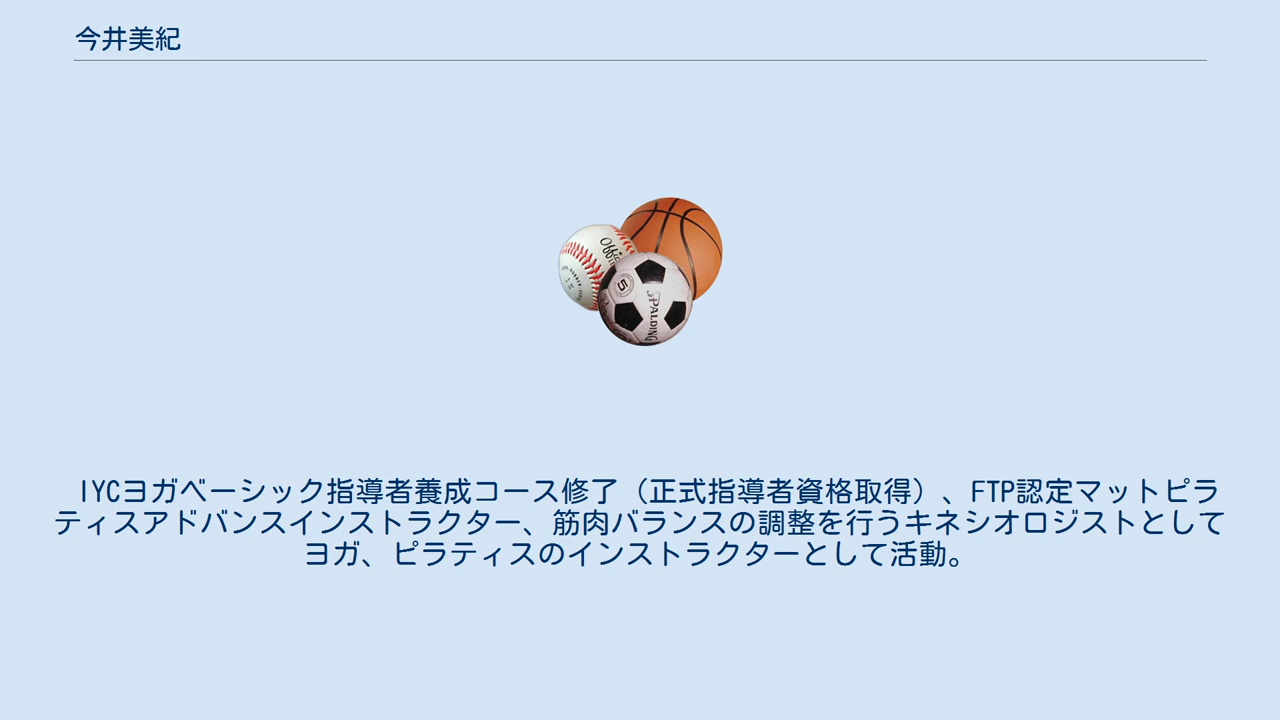 今井美紀
Offic
SPALDING
5
IYCヨガベーシック指導者養成コース修了（正式指導者資格取得）、FTP認定マットピラ
ティスアドバンスインストラクター、筋肉バランスの調整を行うキネシオロジストとして
ヨガ、ピラティスのインストラクターとして活動。